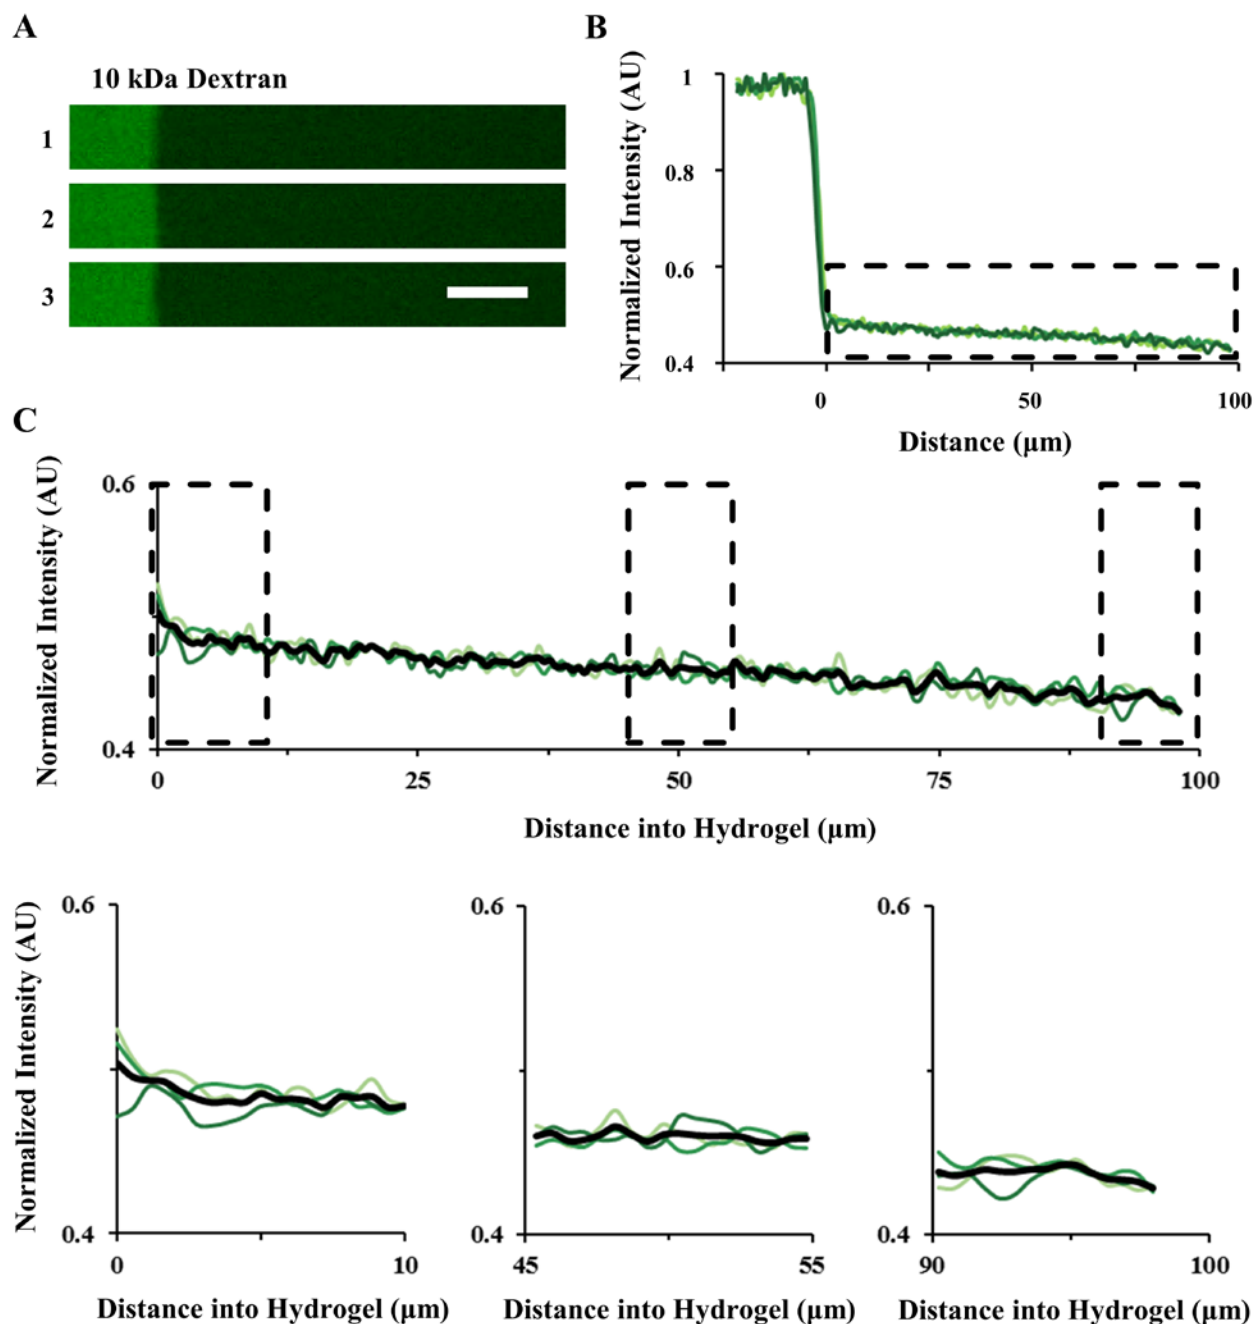 A
10 kDa Dextran
1
2
3
B
Normalized Intensity (AU)
1
0.8
0.6
0.4
0 50 100
Distance (µm)
C
Normalized Intensity (AU)
0.6
0.4
0 25 50 75 100
Distance into Hydrogel (µm)
Normalized Intensity (AU)
0.6
0.4
0 10
Distance into Hydrogel (µm)
0.6
0.4
45 55
Distance into Hydrogel (µm)
0.6
0.4
90 100
Distance into Hydrogel (µm)